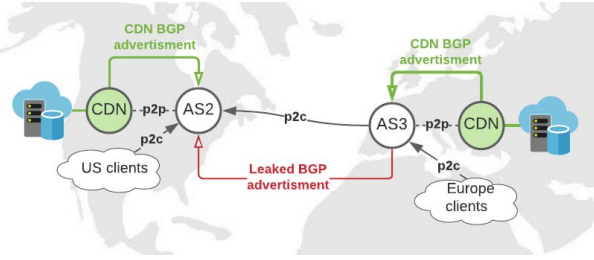 CDN BGP
advertisment
CDN BGP
advertisment
CDN
p2p
AS2
p2c
AS3
p2p
CDN
p2c
US clients
p2c
Leaked BGP
advertisment
Europe
clients